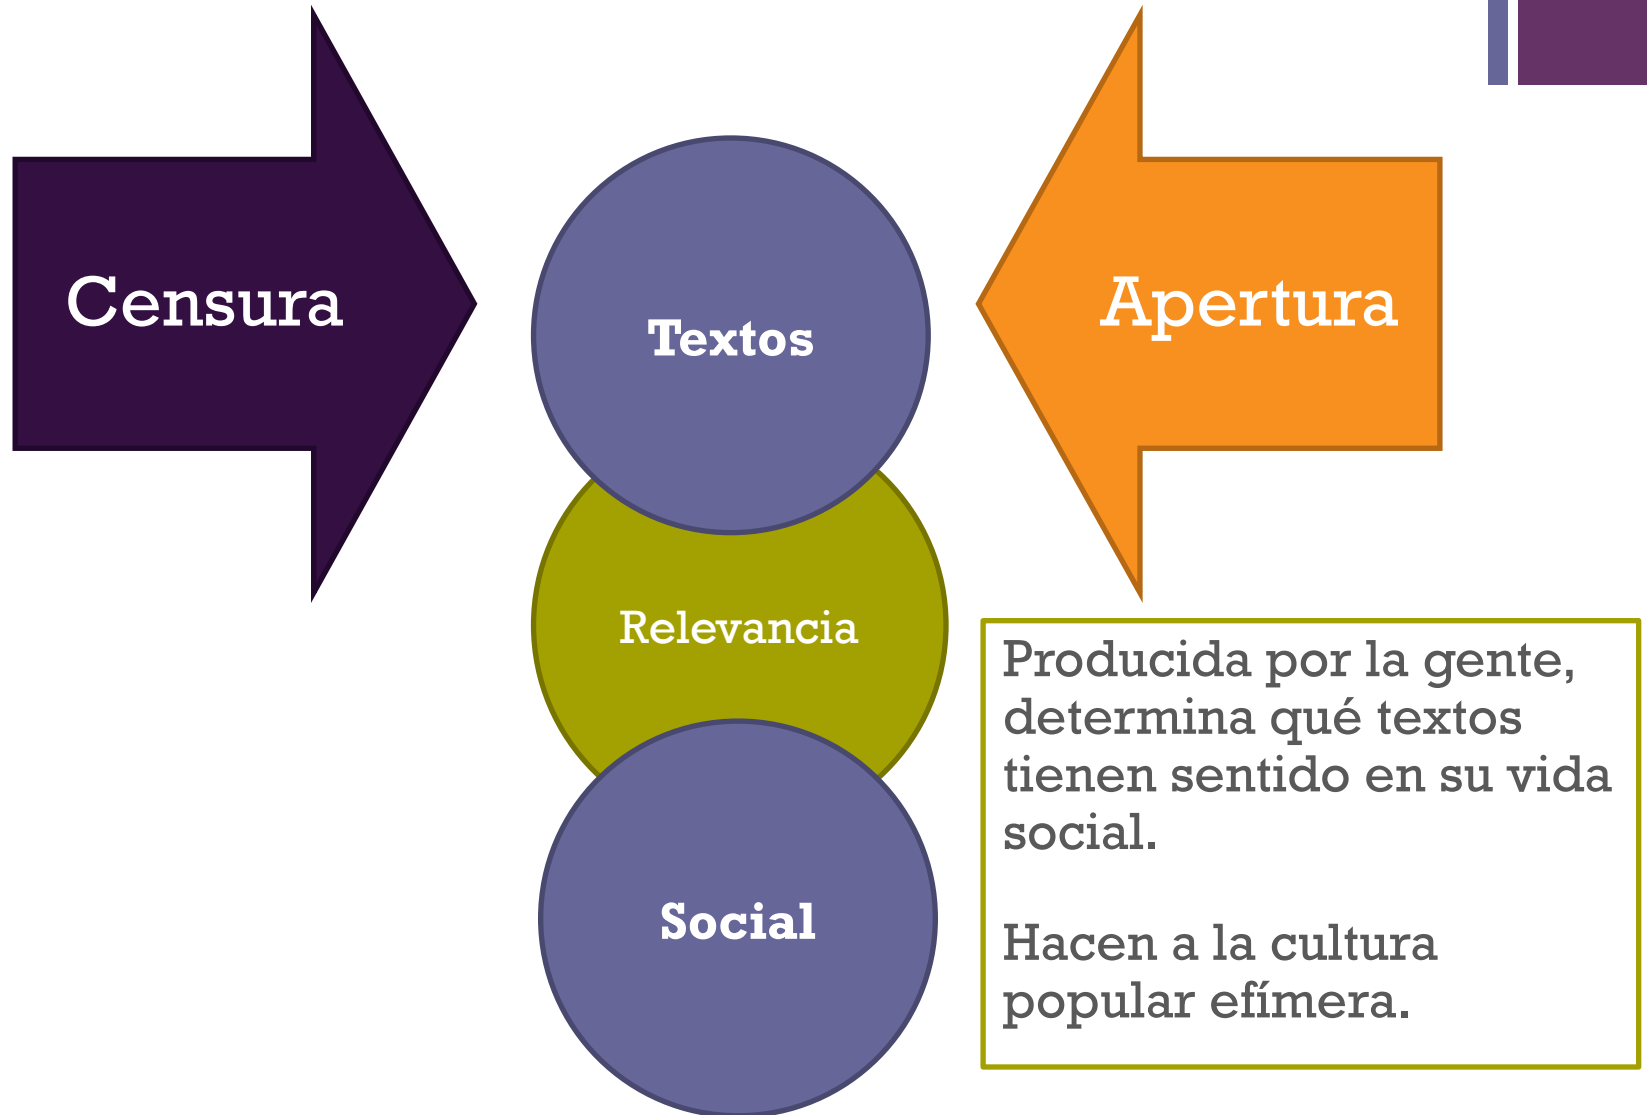 Censura
Textos
Apertura
Relevancia
Social
Producida por la gente,
determina qué textos
tienen sentido en su vida
social.
Hacen a la cultura
popular efímera.